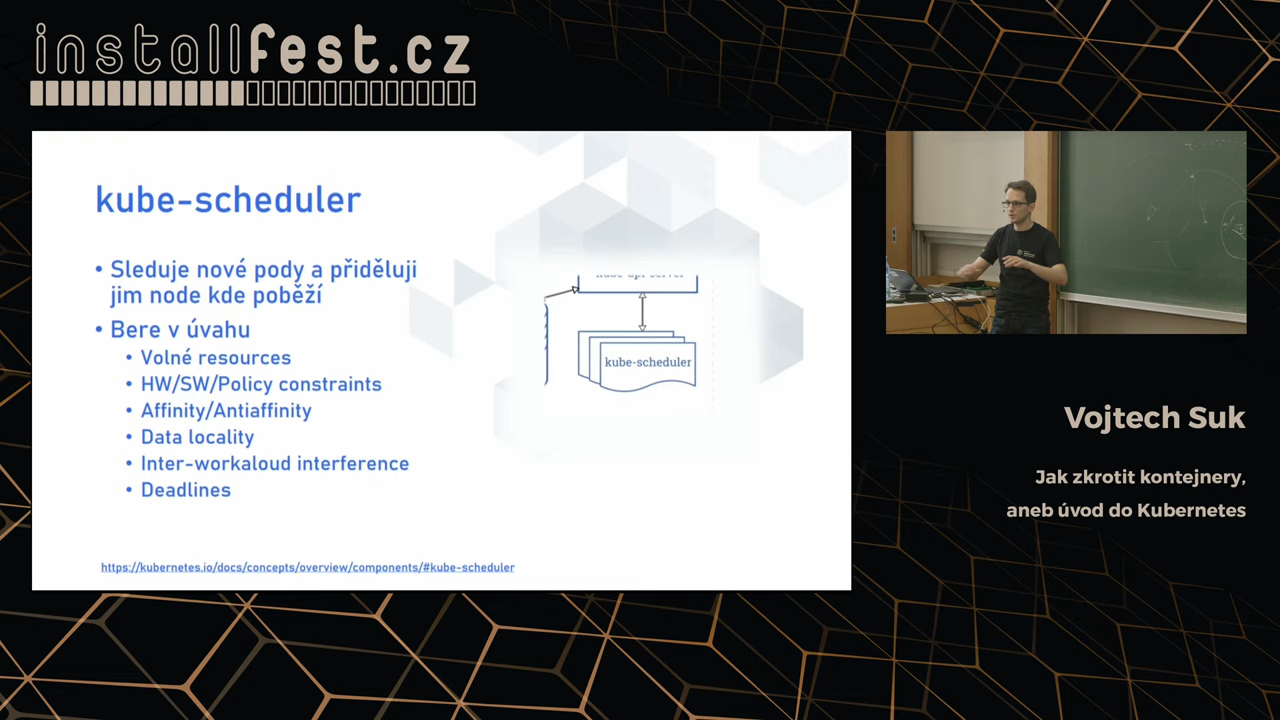 installfest.cz
kube-scheduler
• Sleduje nové pody a přiděluji
jim node kde poběží
• Bere v úvahu
• Volné resources
• HW/SW/Policy constraints
• Affinity/Antiaffinity
• Data locality
• Inter-workaloud interference
• Deadlines
https://kubernetes.io/docs/concepts/overview/components/#kube-scheduler
kube-scheduler
Vojtech Suk
Jak zkrotit kontejnery,
aneb úvod do Kubernetes